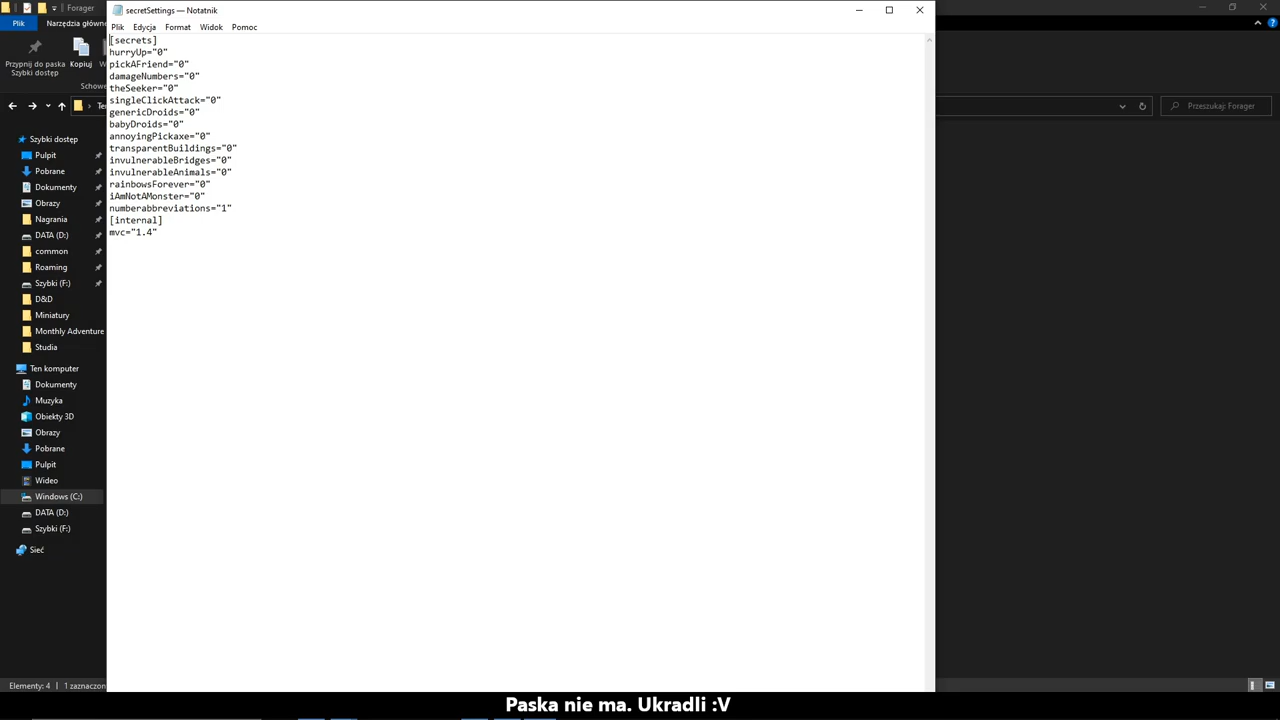 Forager
secretSettings — Notatnik
Plik
Narzędzia główne
Plik Edycja Format Widok Pomoc
Przypnij do paska
Szybki dostęp
Kopiuj
[secrets]
hurryUp="0"
pickAFriend="0"
damageNumbers="0"
theSeeker="0"
singleClickAttack="0"
genericDroids="0"
babyDroids="0"
annoyingPickaxe="0"
transparentBuildings="0"
invulnerableBridges="0"
invulnerableAnimals="0"
rainbowsForever="0"
iAmNotAMonster="0"
numberabbreviations="1"
[internal]
mvc="1.4"
Przeszukaj: Forager
Szybki dostęp
Pulpit
Pobrane
Dokumenty
Obrazy
Nagrania
DATA (D:)
common
Roaming
Szybki (F:)
D&D
Miniatury
Monthly Adventure
Studia
Ten komputer
Dokumenty
Muzyka
Obiekty 3D
Obrazy
Pobrane
Pulpit
Wideo
Windows (C:)
DATA (D:)
Szybki (F:)
Sieć
Elementy: 4
1 zaznaczon
Paska nie ma. Ukradli :V